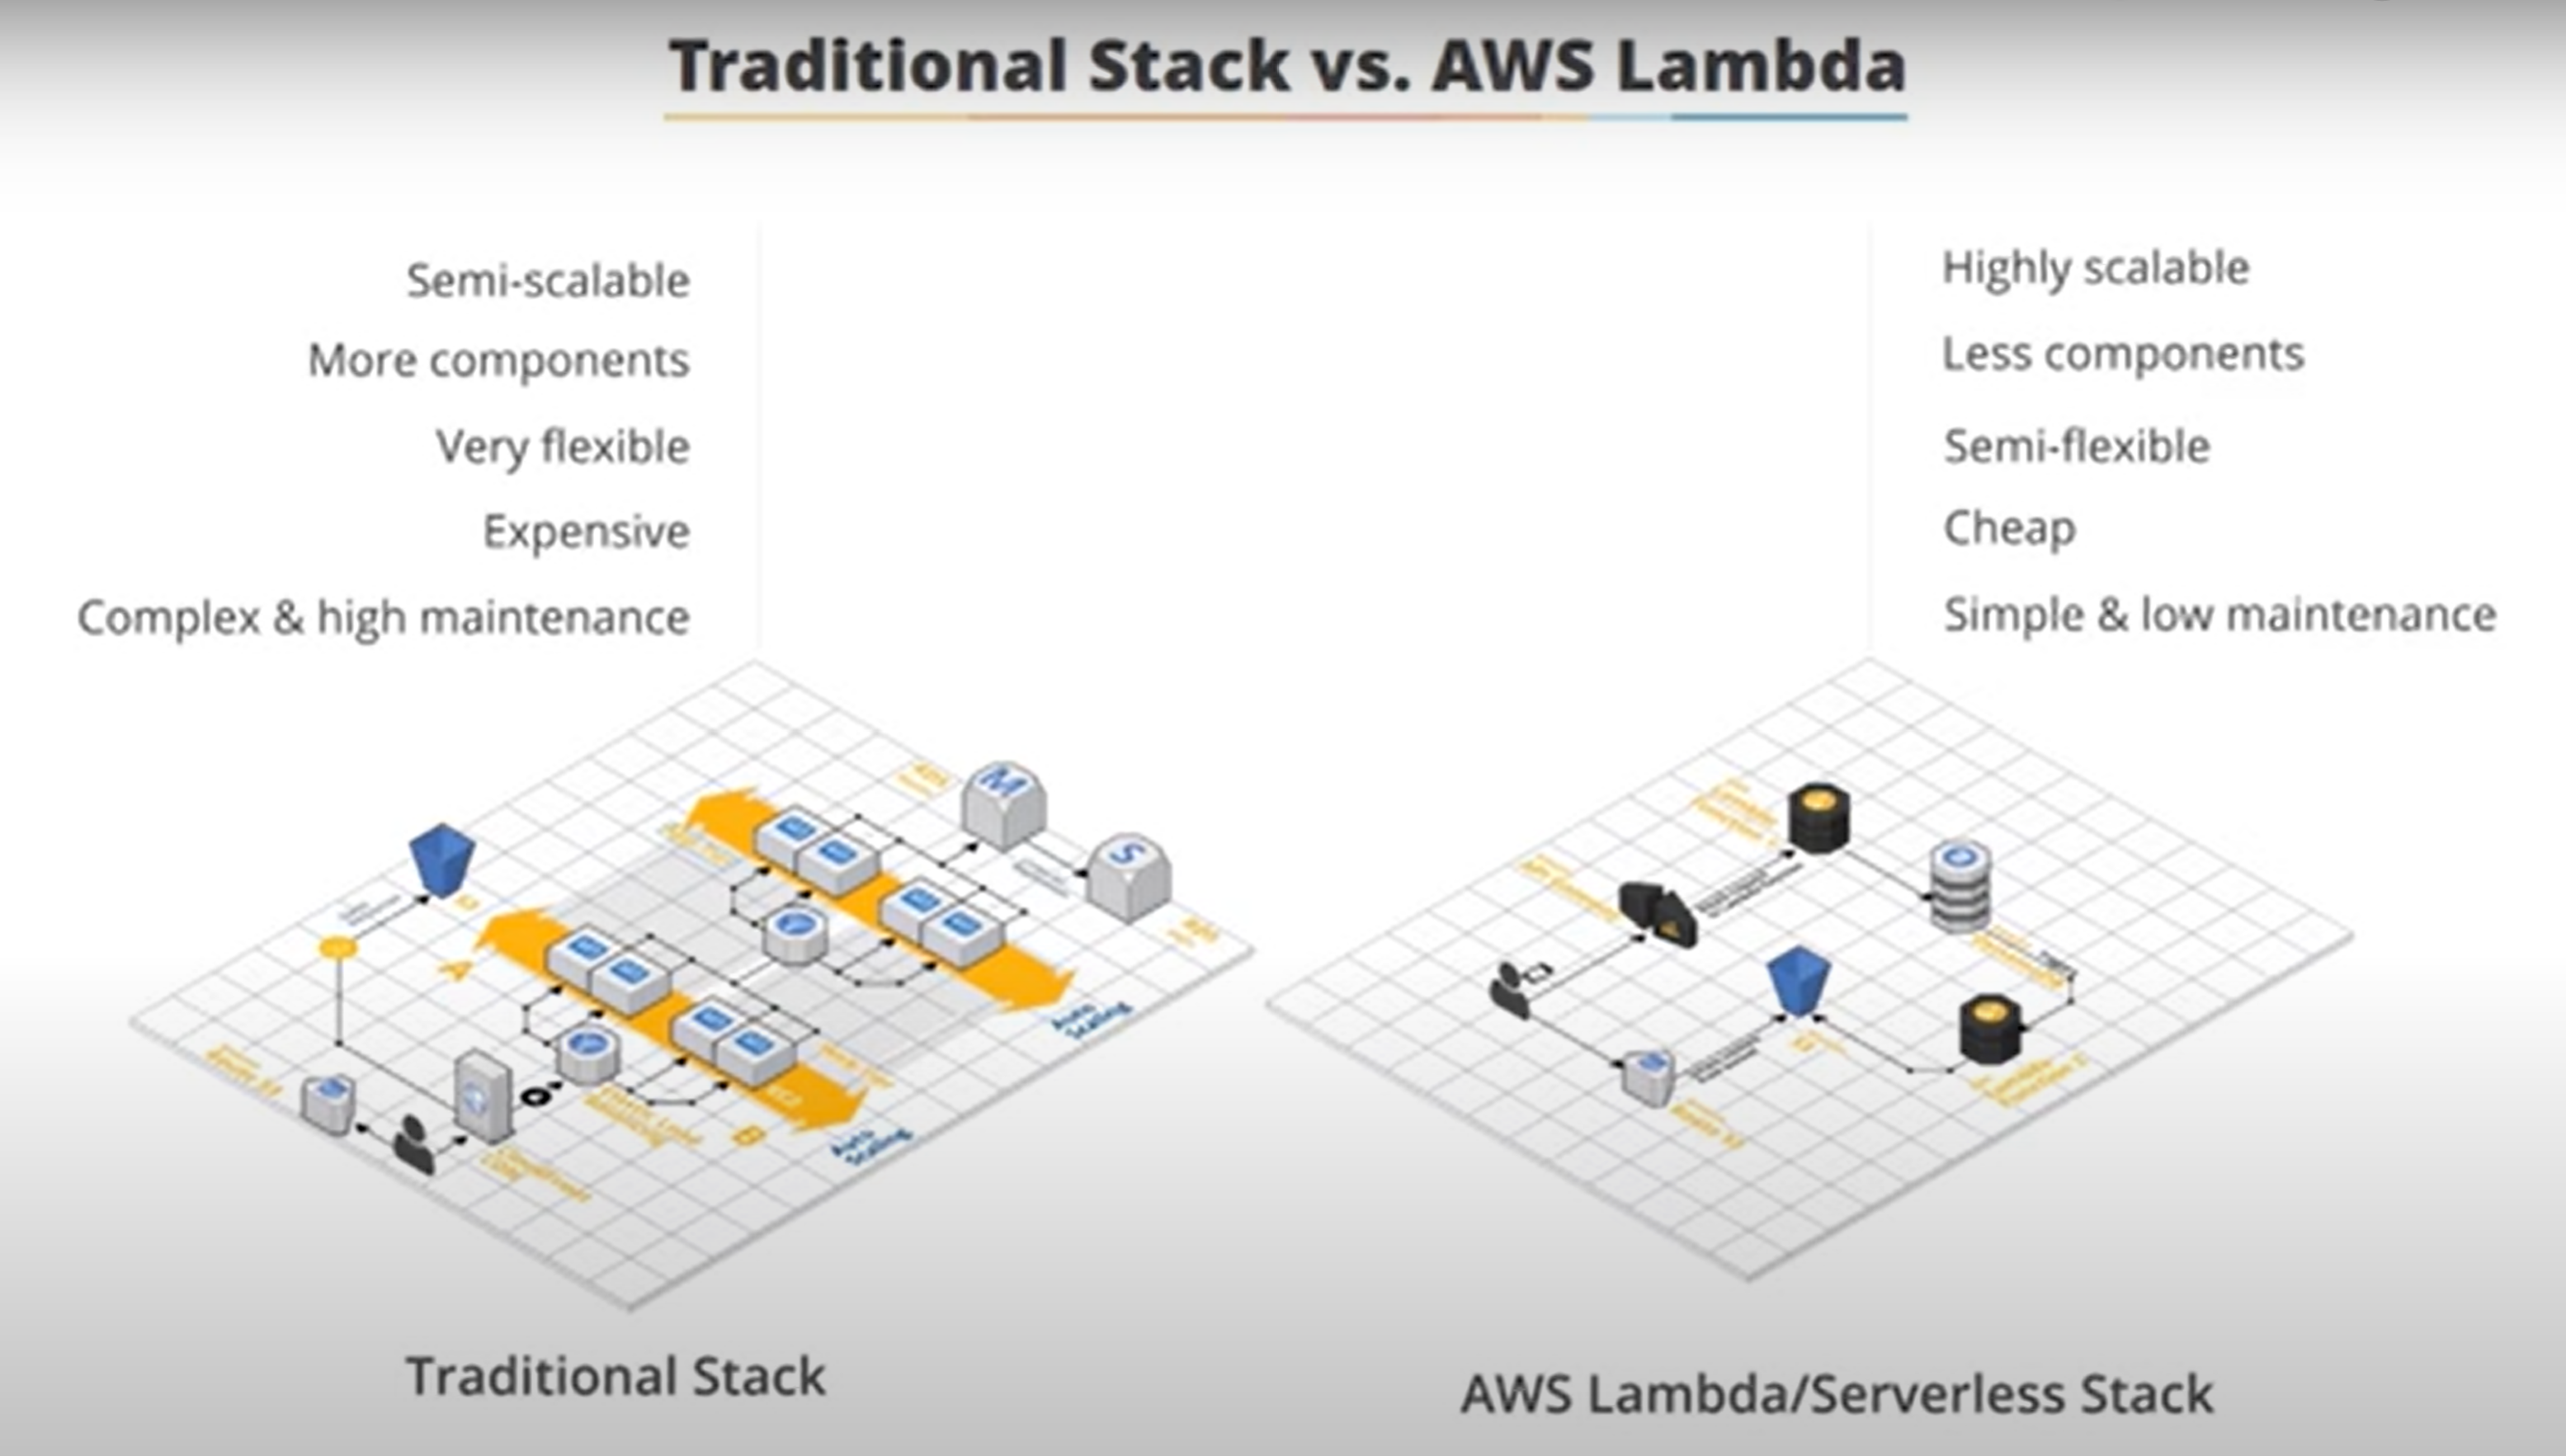 Traditional Stack vs. AWS Lambda
Semi-scalable
More components
Very flexible
Expensive
Complex & high maintenance
Highly scalable
Less components
Semi-flexible
Cheap
Simple & low maintenance
M
S
A
B
Auto
Scaling
Auto
Scaling
Traditional Stack
AWS Lambda/Serverless Stack